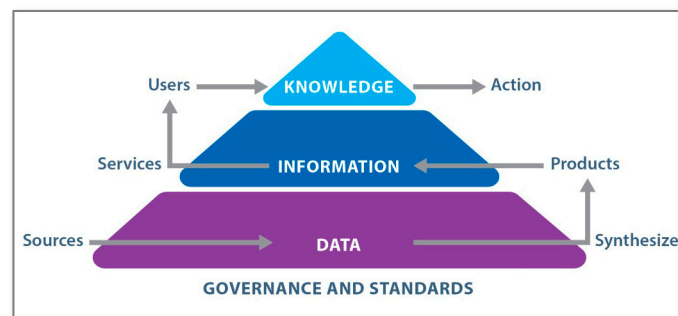 Users KNOWLEDGE Action
Services INFORMATION Products
Sources DATA Synthesize
GOVERNANCE AND STANDARDS